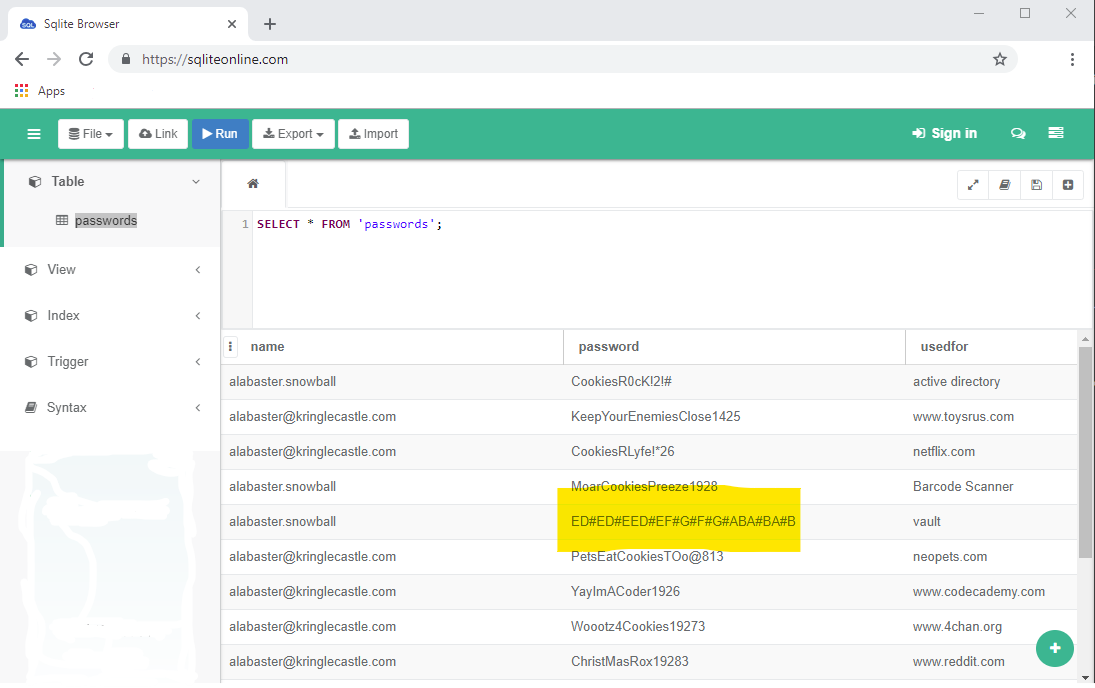 Sqlite Browser
https://sqliteonline.com
Apps
File Link Run Export Import Sign in
Table
passwords
View
Index
Trigger
Syntax
1 SELECT * FROM 'passwords';
name password usedfor
alabaster.snowball CookiesR0cK!2!# active directory
alabaster@kringlecastle.com KeepYourEnemiesClose1425 www.toysrus.com
alabaster@kringlecastle.com CookiesRLyfe!*26 netflix.com
alabaster.snowball MoarCookiesPreeze1928 Barcode Scanner
alabaster.snowball ED#ED#EED#EF#G#F#G#ABA#BA#B vault
alabaster@kringlecastle.com PetsEatCookiesTOo@813 neopets.com
alabaster@kringlecastle.com YayImACoder1926 www.codecademy.com
alabaster@kringlecastle.com Woootz4Cookies19273 www.4chan.org
alabaster@kringlecastle.com ChristMasRox19283 www.reddit.com